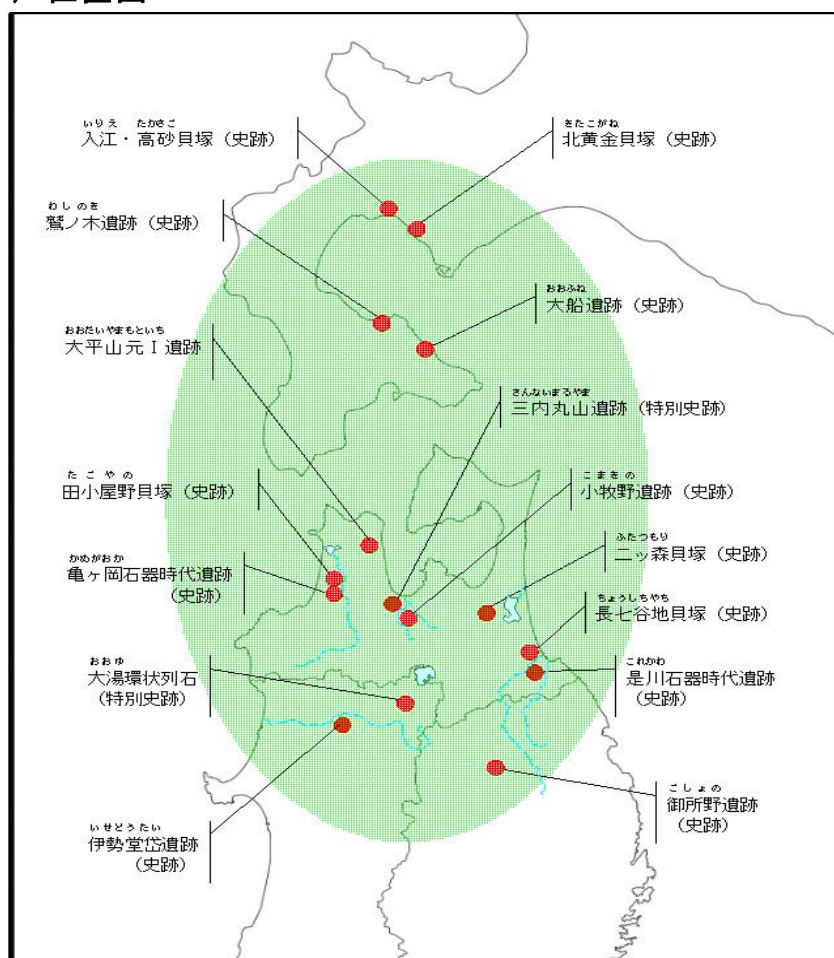 いりえ たかさご
入江・高砂貝塚（史跡）
きたこがね
北黄金貝塚（史跡）
わしのき
鷲ノ木遺跡（史跡）
おおふね
大船遺跡（史跡）
おおだいやまもといち
大平山元Ⅰ遺跡
さんないまるやま
三内丸山遺跡（特別史跡）
たごやの
田小屋野貝塚（史跡）
こまきの
小牧野遺跡（史跡）
ふたつもり
二ッ森貝塚（史跡）
かめがおか
亀ヶ岡石器時代遺跡
（史跡）
ちょうしちやち
長七谷地貝塚（史跡）
おおゆ
大湯環状列石
（特別史跡）
これかわ
是川石器時代遺跡
（史跡）
ごしょの
御所野遺跡
（史跡）
いせどうたい
伊勢堂岱遺跡
（史跡）